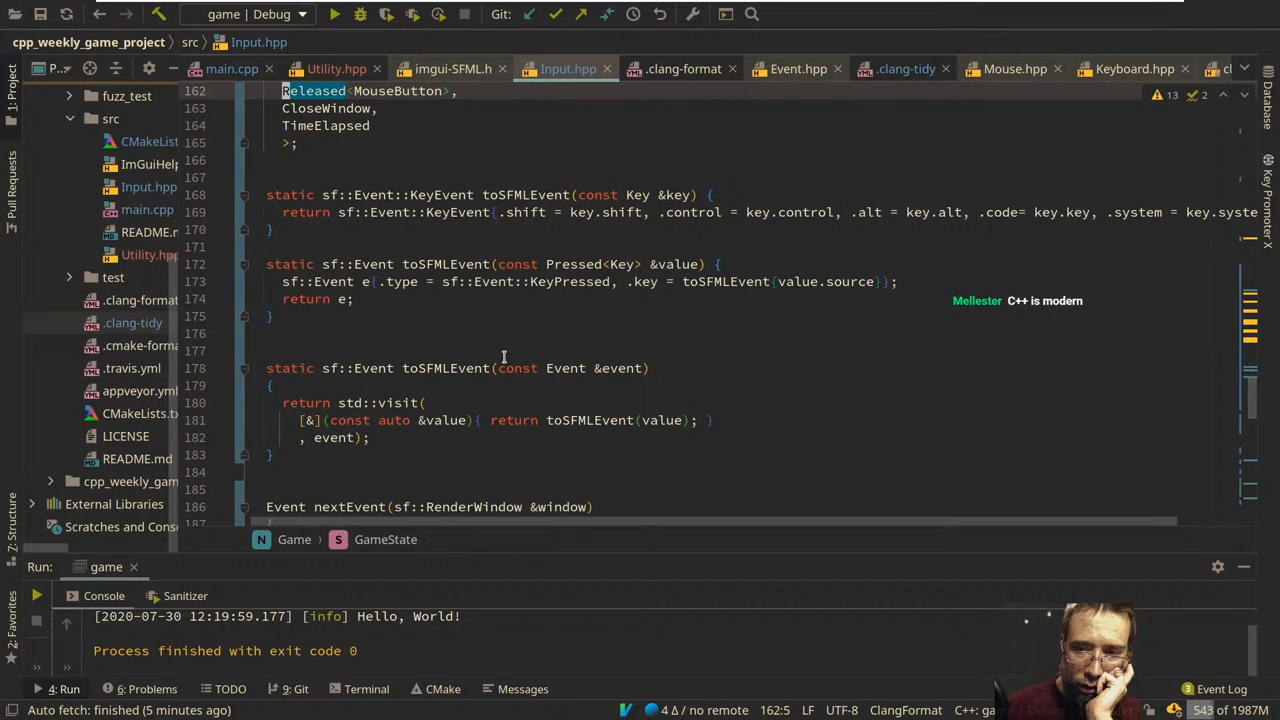 game | Debug
Git:
cpp_weekly_game_project src Input.hpp
P... main.cpp Utility.hpp imgui-SFML.h Input.hpp .clang-format Event.hpp .clang-tidy Mouse.hpp Keyboard.hpp cl
1: Project
Pull Requests
7: Structure
2: Favorites
fuzz_test
src
CMakeList
ImGuiHelp
Input.hpp
main.cpp
README.m
Utility.hpp
test
.clang-format
.clang-tidy
.cmake-form
.travis.yml
appveyor.yml
CMakeLists.tx
LICENSE
README.md
cpp_weekly_gam
External Libraries
Scratches and Conso
13 2
162 Released<MouseButton>,
163 CloseWindow,
164 TimeElapsed
165 >;
166
167
168 static sf::Event::KeyEvent toSFMLEvent(const Key &key) {
169 return sf::Event::KeyEvent{.shift = key.shift, .control = key.control, .alt = key.alt, .code= key.key, .system = key.syste
170 }
171
172 static sf::Event toSFMLEvent(const Pressed<Key> &value) {
173 sf::Event e{.type = sf::Event::KeyPressed, .key = toSFMLEvent{value.source}};
174 return e;
175 }
176
177
178 static sf::Event toSFMLEvent(const Event &event)
179 {
180 return std::visit(
181 [&](const auto &value){ return toSFMLEvent(value); }
182 , event);
183 }
184
185
186 Event nextEvent(sf::RenderWindow &window)
187 {
Mellester C++ is modern
Database
Key Promoter X
N Game S GameState
Run: game
Console Sanitizer
[2020-07-30 12:19:59.177] [info] Hello, World!
Process finished with exit code 0
4: Run 6: Problems TODO 9: Git Terminal CMake Messages 3 Event Log
Auto fetch: finished (5 minutes ago) 4 Δ / no remote 162:5 LF UTF-8 ClangFormat C++: game | Debug 543 of 1987M